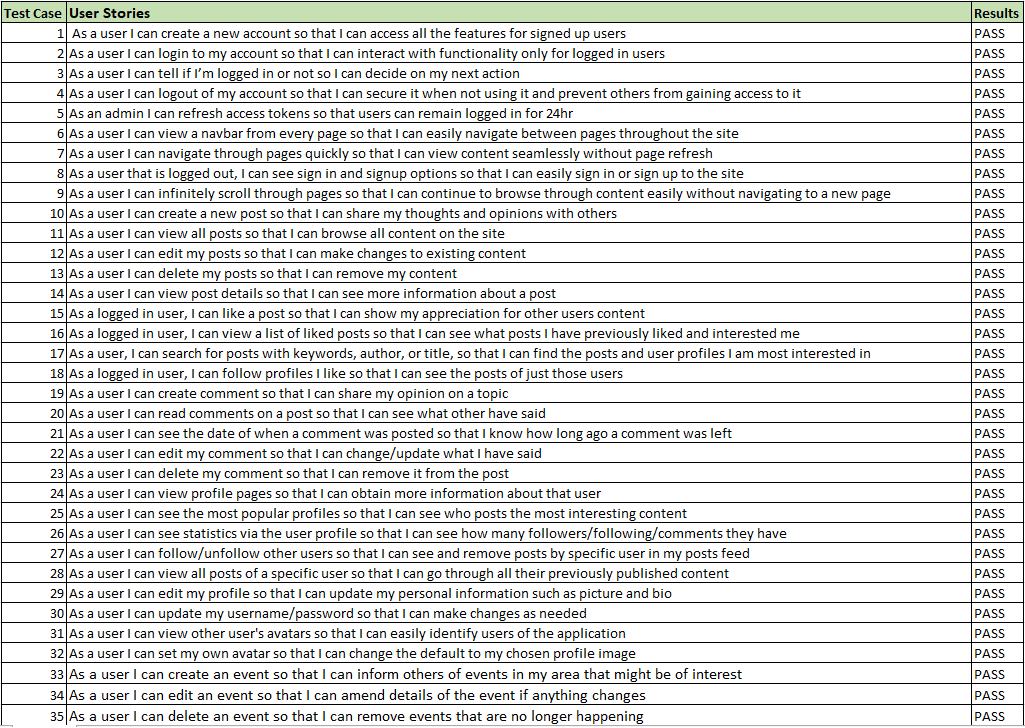 Test Case User Stories Results
1 As a user I can create a new account so that I can access all the features for signed up users PASS
2 As a user I can login to my account so that I can interact with functionality only for logged in users PASS
3 As a user I can tell if I'm logged in or not so I can decide on my next action PASS
4 As a user I can logout of my account so that I can secure it when not using it and prevent others from gaining access to it PASS
5 As an admin I can refresh access tokens so that users can remain logged in for 24hr PASS
6 As a user I can view a navbar from every page so that I can easily navigate between pages throughout the site PASS
7 As a user I can navigate through pages quickly so that I can view content seamlessly without page refresh PASS
8 As a user that is logged out, I can see sign in and signup options so that I can easily sign in or sign up to the site PASS
9 As a user I can infinitely scroll through pages so that I can continue to browse through content easily without navigating to a new page PASS
10 As a user I can create a new post so that I can share my thoughts and opinions with others PASS
11 As a user I can view all posts so that I can browse all content on the site PASS
12 As a user I can edit my posts so that I can make changes to existing content PASS
13 As a user I can delete my posts so that I can remove my content PASS
14 As a user I can view post details so that I can see more information about a post PASS
15 As a logged in user, I can like a post so that I can show my appreciation for other users content PASS
16 As a logged in user, I can view a list of liked posts so that I can see what posts I have previously liked and interested me PASS
17 As a user, I can search for posts with keywords, author, or title, so that I can find the posts and user profiles I am most interested in PASS
18 As a logged in user, I can follow profiles I like so that I can see the posts of just those users PASS
19 As a user I can create comment so that I can share my opinion on a topic PASS
20 As a user I can read comments on a post so that I can see what other have said PASS
21 As a user I can see the date of when a comment was posted so that I know how long ago a comment was left PASS
22 As a user I can edit my comment so that I can change/update what I have said PASS
23 As a user I can delete my comment so that I can remove it from the post PASS
24 As a user I can view profile pages so that I can obtain more information about that user PASS
25 As a user I can see the most popular profiles so that I can see who posts the most interesting content PASS
26 As a user I can see statistics via the user profile so that I can see how many followers/following/comments they have PASS
27 As a user I can follow/unfollow other users so that I can see and remove posts by specific user in my posts feed PASS
28 As a user I can view all posts of a specific user so that I can go through all their previously published content PASS
29 As a user I can edit my profile so that I can update my personal information such as picture and bio PASS
30 As a user I can update my username/password so that I can make changes as needed PASS
31 As a user I can view other user's avatars so that I can easily identify users of the application PASS
32 As a user I can set my own avatar so that I can change the default to my chosen profile image PASS
33 As a user I can create an event so that I can inform others of events in my area that might be of interest PASS
34 As a user I can edit an event so that I can amend details of the event if anything changes PASS
35 As a user I can delete an event so that I can remove events that are no longer happening PASS